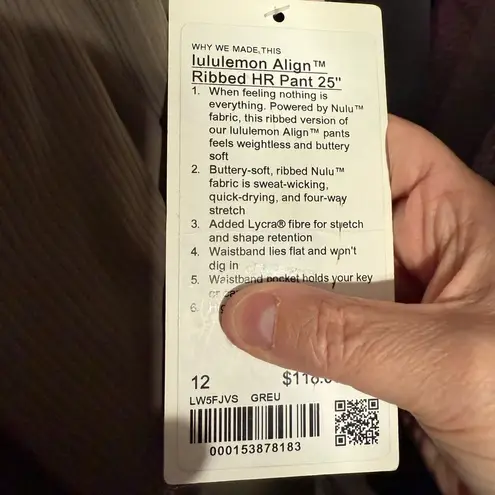 WHY WE MADE THIS
lululemon Align™
Ribbed HR Pant 25"
1. When feeling nothing is
everything. Powered by Nulu™
fabric, this ribbed version of
our lululemon Align™ pants
feels weightless and buttery
soft
2. Buttery-soft, ribbed Nulu™
fabric is sweat-wicking,
quick-drying, and four-way
stretch
3. Added Lycra® fibre for stretch
and shape retention
4. Waistband lies flat and won't
dig in
5. Waistband pocket holds your key
or
6.
12
LW5FJVS GREU
000153878183